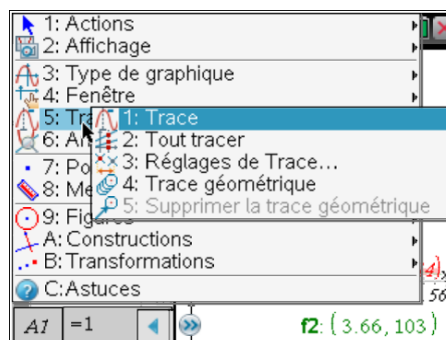 1: Actions
2: Affichage
3: Type de graphique
4: Fenêtre
5: Tra
1: Trace
2: Tout tracer
3: Réglages de Trace...
4: Trace géométrique
5: Supprimer la trace géométrique
6: An
7: Po
8: Me
9: Figures
A: Constructions
B: Transformations
C:Astuces
4)
56
A1 =1
f2: (3.66, 103)